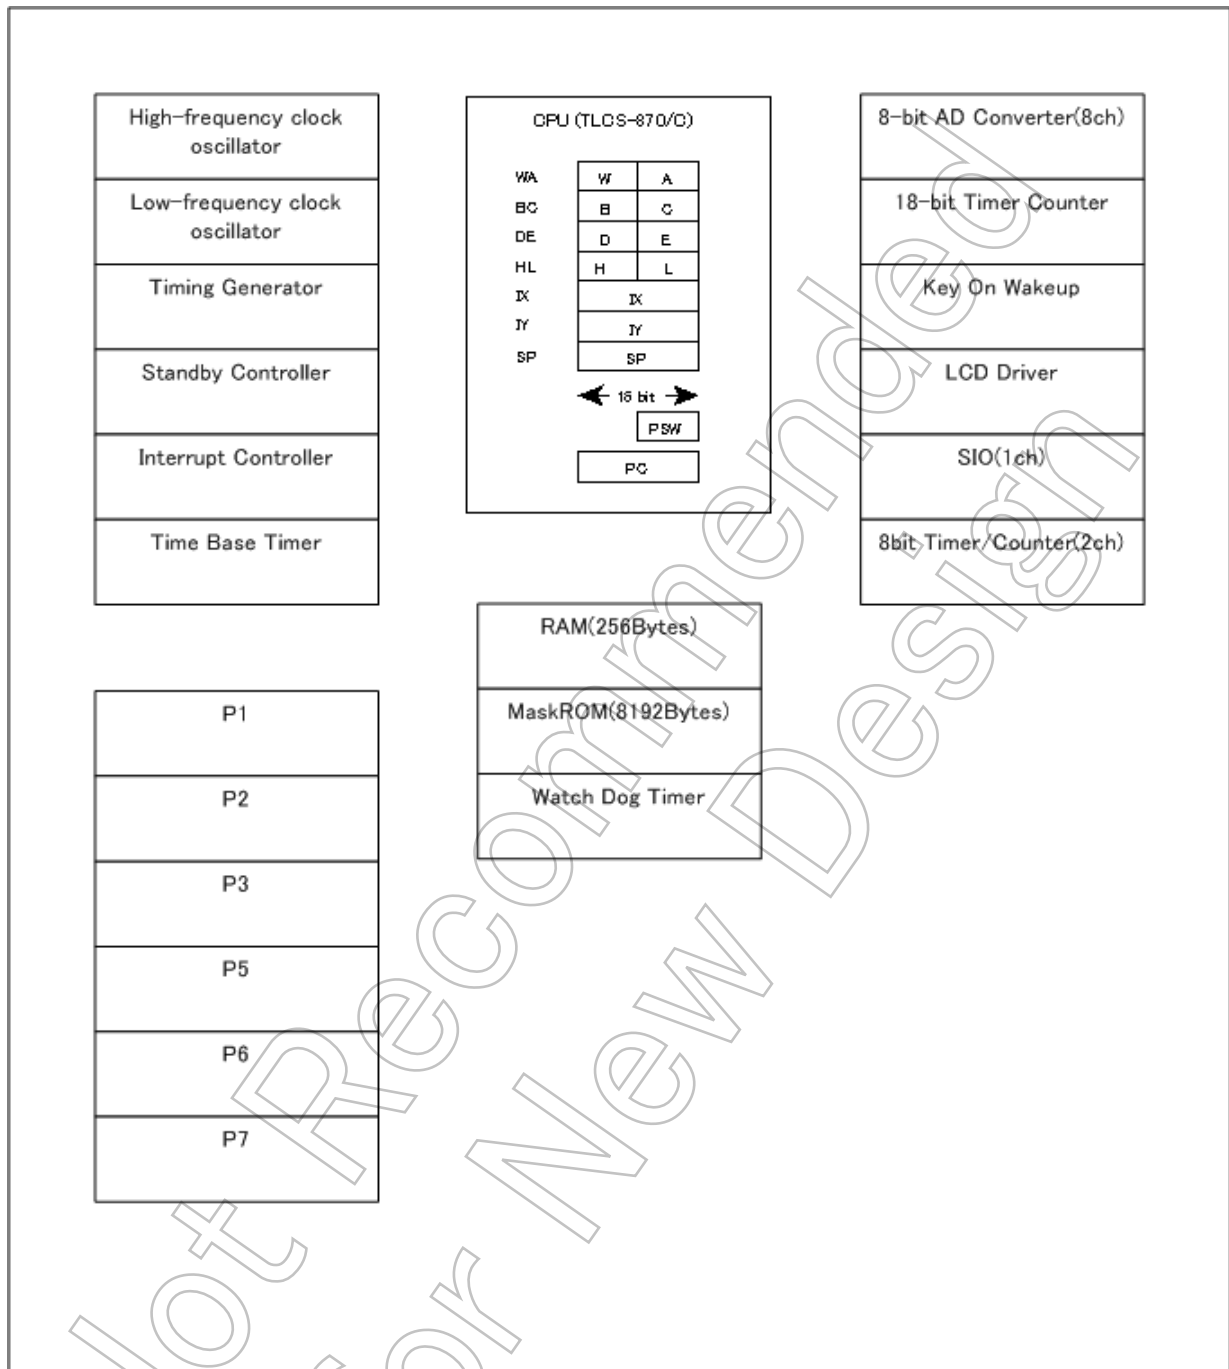 High-frequency clock
oscillator
Low-frequency clock
oscillator
Timing Generator
Standby Controller
Interrupt Controller
Time Base Timer
CPU (TLCS-870/C)
WA W A
BC B C
DE D E
HL H L
IX IX
IY IY
SP SP
16 bit
PSW
PC
8-bit AD Converter(8ch)
18-bit Timer Counter
Key On Wakeup
LCD Driver
SIO(1ch)
8bit Timer/Counter(2ch)
RAM(256Bytes)
MaskROM(8192Bytes)
Watch Dog Timer
P1
P2
P3
P5
P6
P7
Not Recommended
for New Design